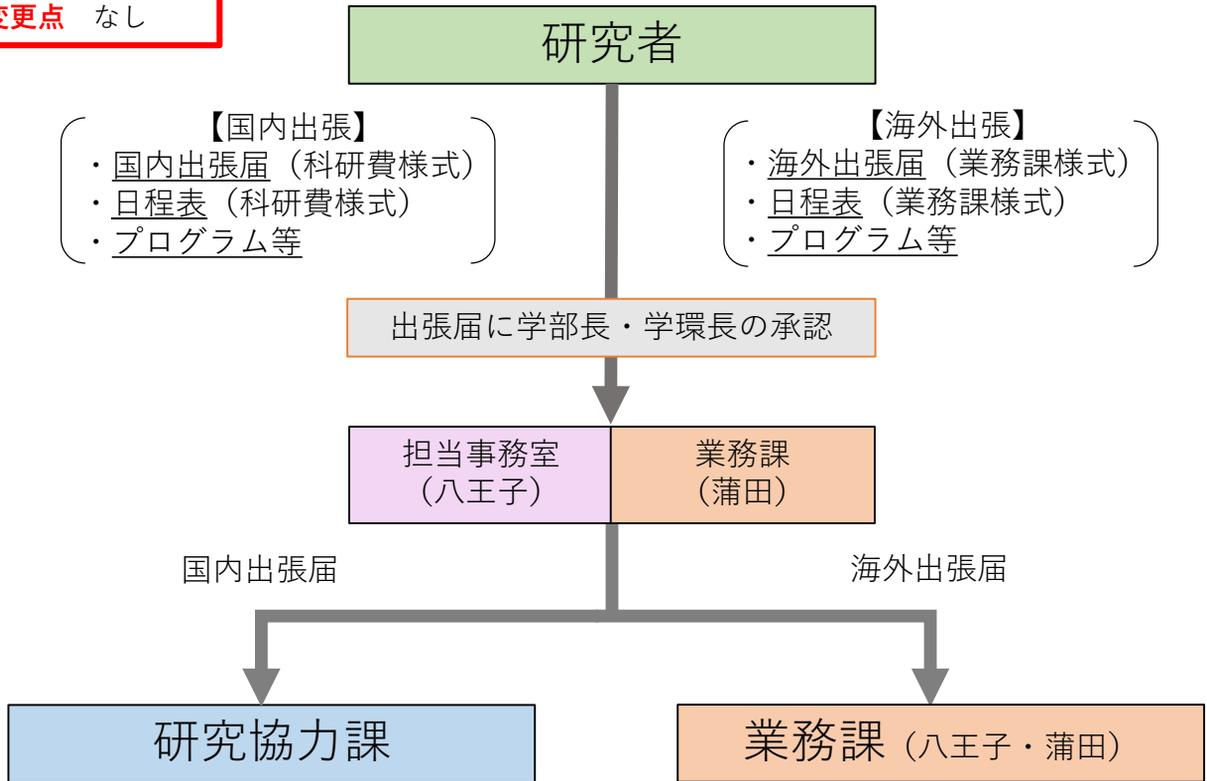 変更点 なし
研究者
【国内出張】
・国内出張届（科研費様式）
・日程表（科研費様式）
・プログラム等
【海外出張】
・海外出張届（業務課様式）
・日程表（業務課様式）
・プログラム等
出張届に学部長・学環長の承認
担当事務室
（八王子）
業務課
（蒲田）
国内出張届
海外出張届
研究協力課
業務課（八王子・蒲田）